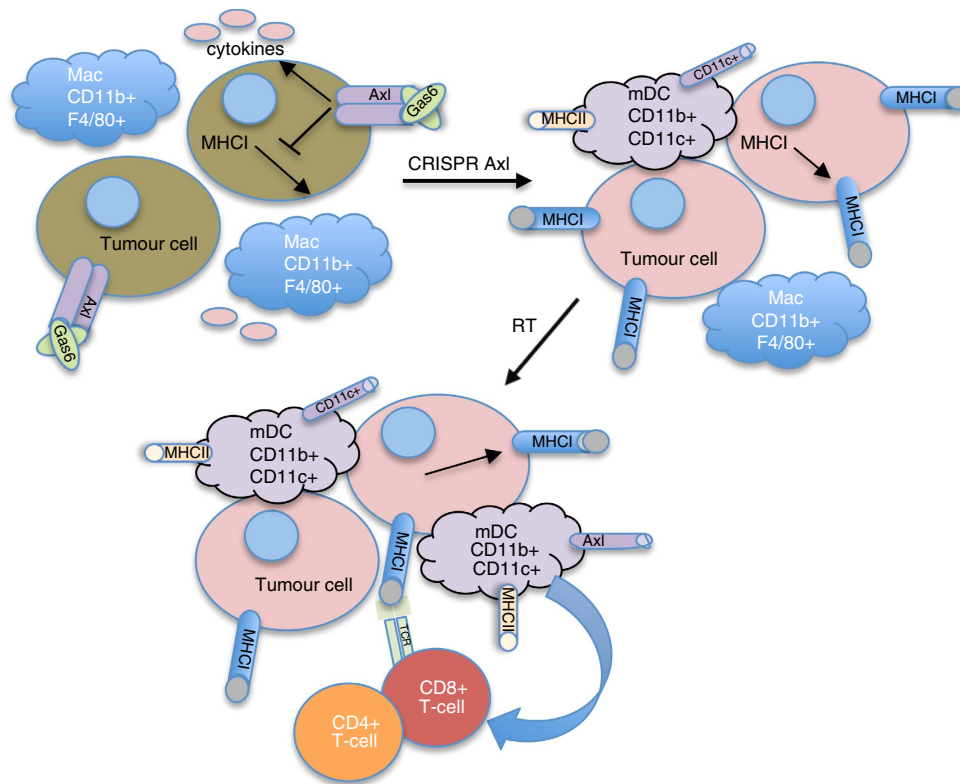 cytokines
Mac
CD11b+
F4/80+
Axl
Gas6
MHCI
Tumour cell
Axl
Gas6
Mac
CD11b+
F4/80+
CRISPR Axl
CD11c+
mDC
CD11b+
CD11c+
MHCII
MHCI
MHCI
MHCI
MHCI
Tumour cell
MHCI
Mac
CD11b+
F4/80+
RT
CD11c+
mDC
CD11b+
CD11c+
MHCII
MHCI
Tumour cell
MHCI
MHCI
mDC
CD11b+
CD11c+
Axl
MHCII
TCR
CD8+
T-cell
CD4+
T-cell